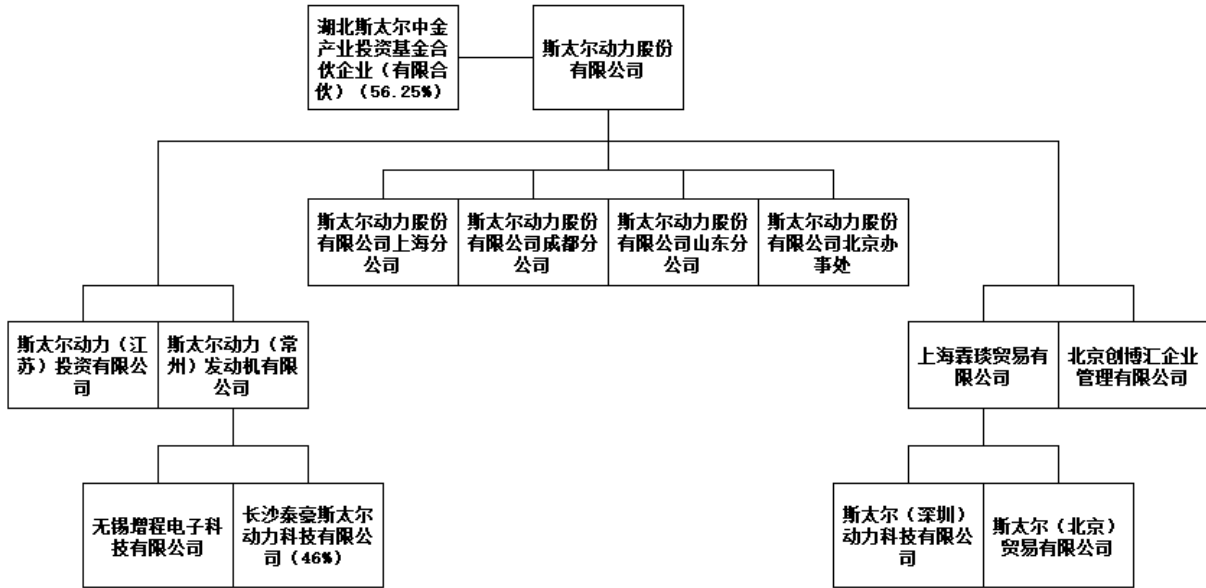 湖北斯太尔中金
产业投资基金合
伙企业（有限合
伙）（56.25%）
斯太尔动力股份
有限公司
斯太尔动力股份
有限公司上海分
公司
斯太尔动力股份
有限公司成都分
公司
斯太尔动力股份
有限公司山东分
公司
斯太尔动力股份
有限公司北京办
事处
斯太尔动力（江
苏）投资有限公
司
斯太尔动力（常
州）发动机有限
公司
上海霖琰贸易有
限公司
北京创博汇企业
管理有限公司
无锡增程电子科
技有限公司
长沙泰豪斯太尔
动力科技有限公
司（46%）
斯太尔（深圳）
动力科技有限公
司
斯太尔（北京）
贸易有限公司